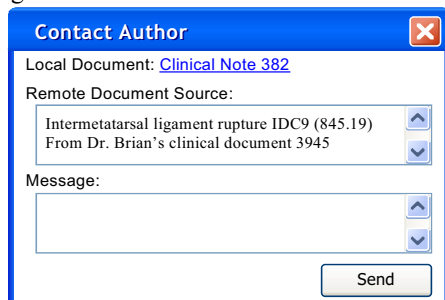 Contact Author
Local Document: Clinical Note 382
Remote Document Source:
Intermetatarsal ligament rupture IDC9 (845.19)
From Dr. Brian's clinical document 3945
Message:
Send